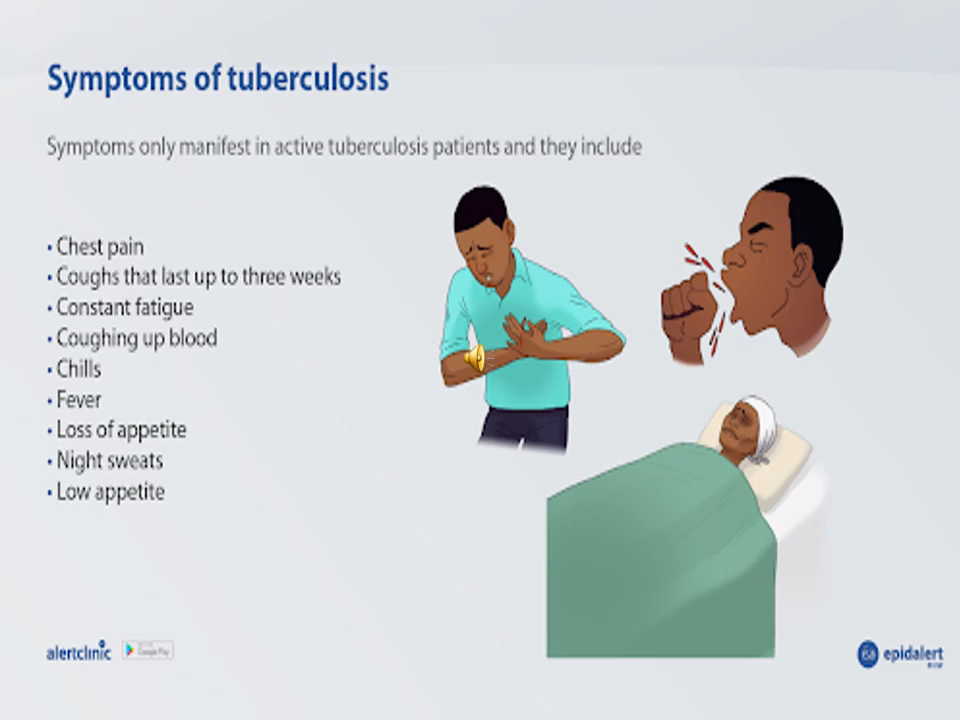 Symptoms of tuberculosis
Symptoms only manifest in active tuberculosis patients and they include
• Chest pain
• Coughs that last up to three weeks
• Constant fatigue
• Coughing up blood
• Chills
• Fever
• Loss of appetite
• Night sweats
• Low appetite
alertclinic
Google Play
epidalert